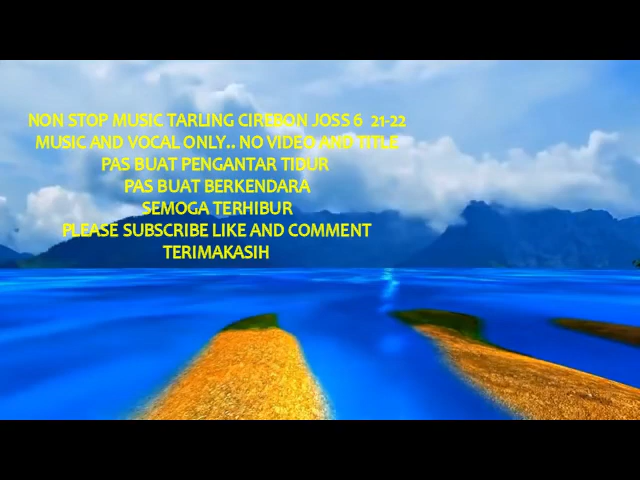 NON STOP MUSIC TARLING CIREBON JOSS 6 21-22
MUSIC AND VOCAL ONLY.. NO VIDEO AND TITLE
PAS BUAT PENGANTAR TIDUR
PAS BUAT BERKENDARA
SEMOGA TERHIBUR
PLEASE SUBSCRIBE LIKE AND COMMENT
TERIMAKASIH